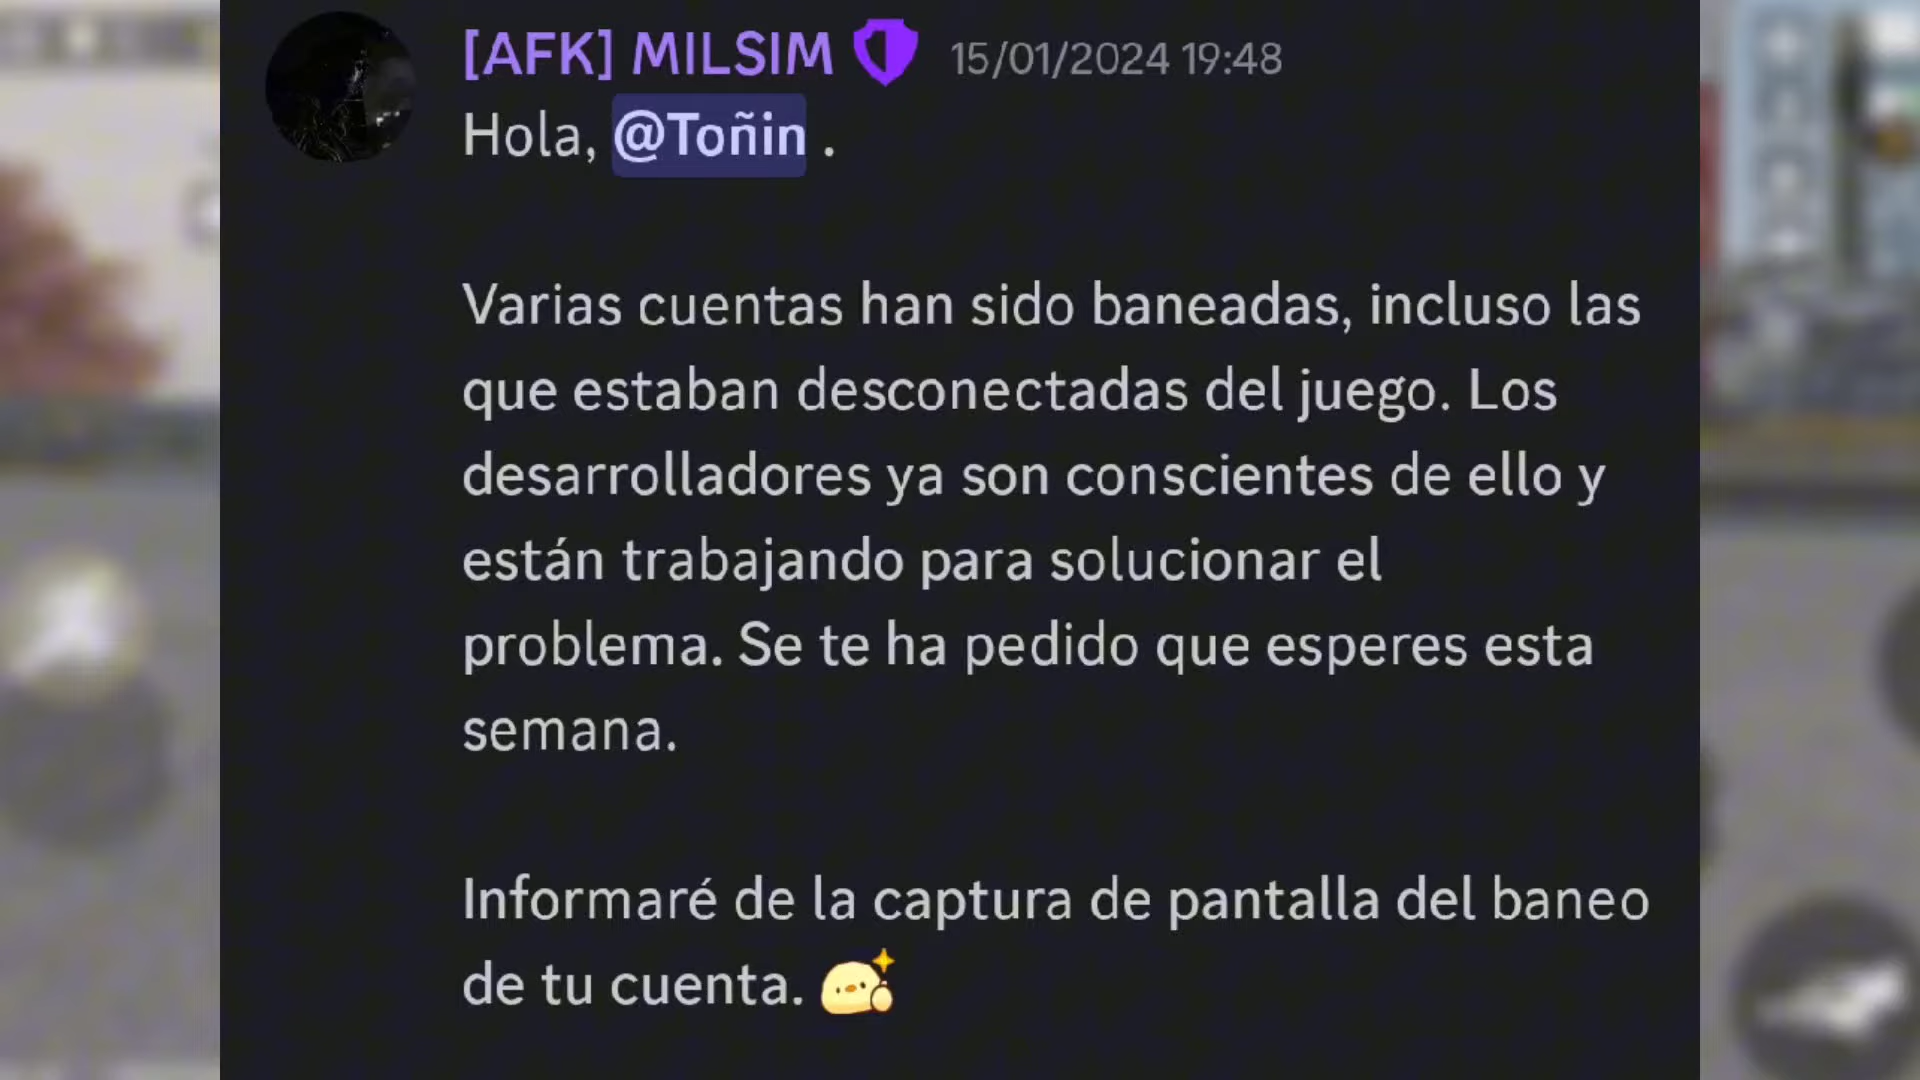 [AFK] MILSIM 15/01/2024 19:48
Hola, @Toñin .
Varias cuentas han sido baneadas, incluso las
que estaban desconectadas del juego. Los
desarrolladores ya son conscientes de ello y
están trabajando para solucionar el
problema. Se te ha pedido que esperes esta
semana.
Informaré de la captura de pantalla del baneo
de tu cuenta.